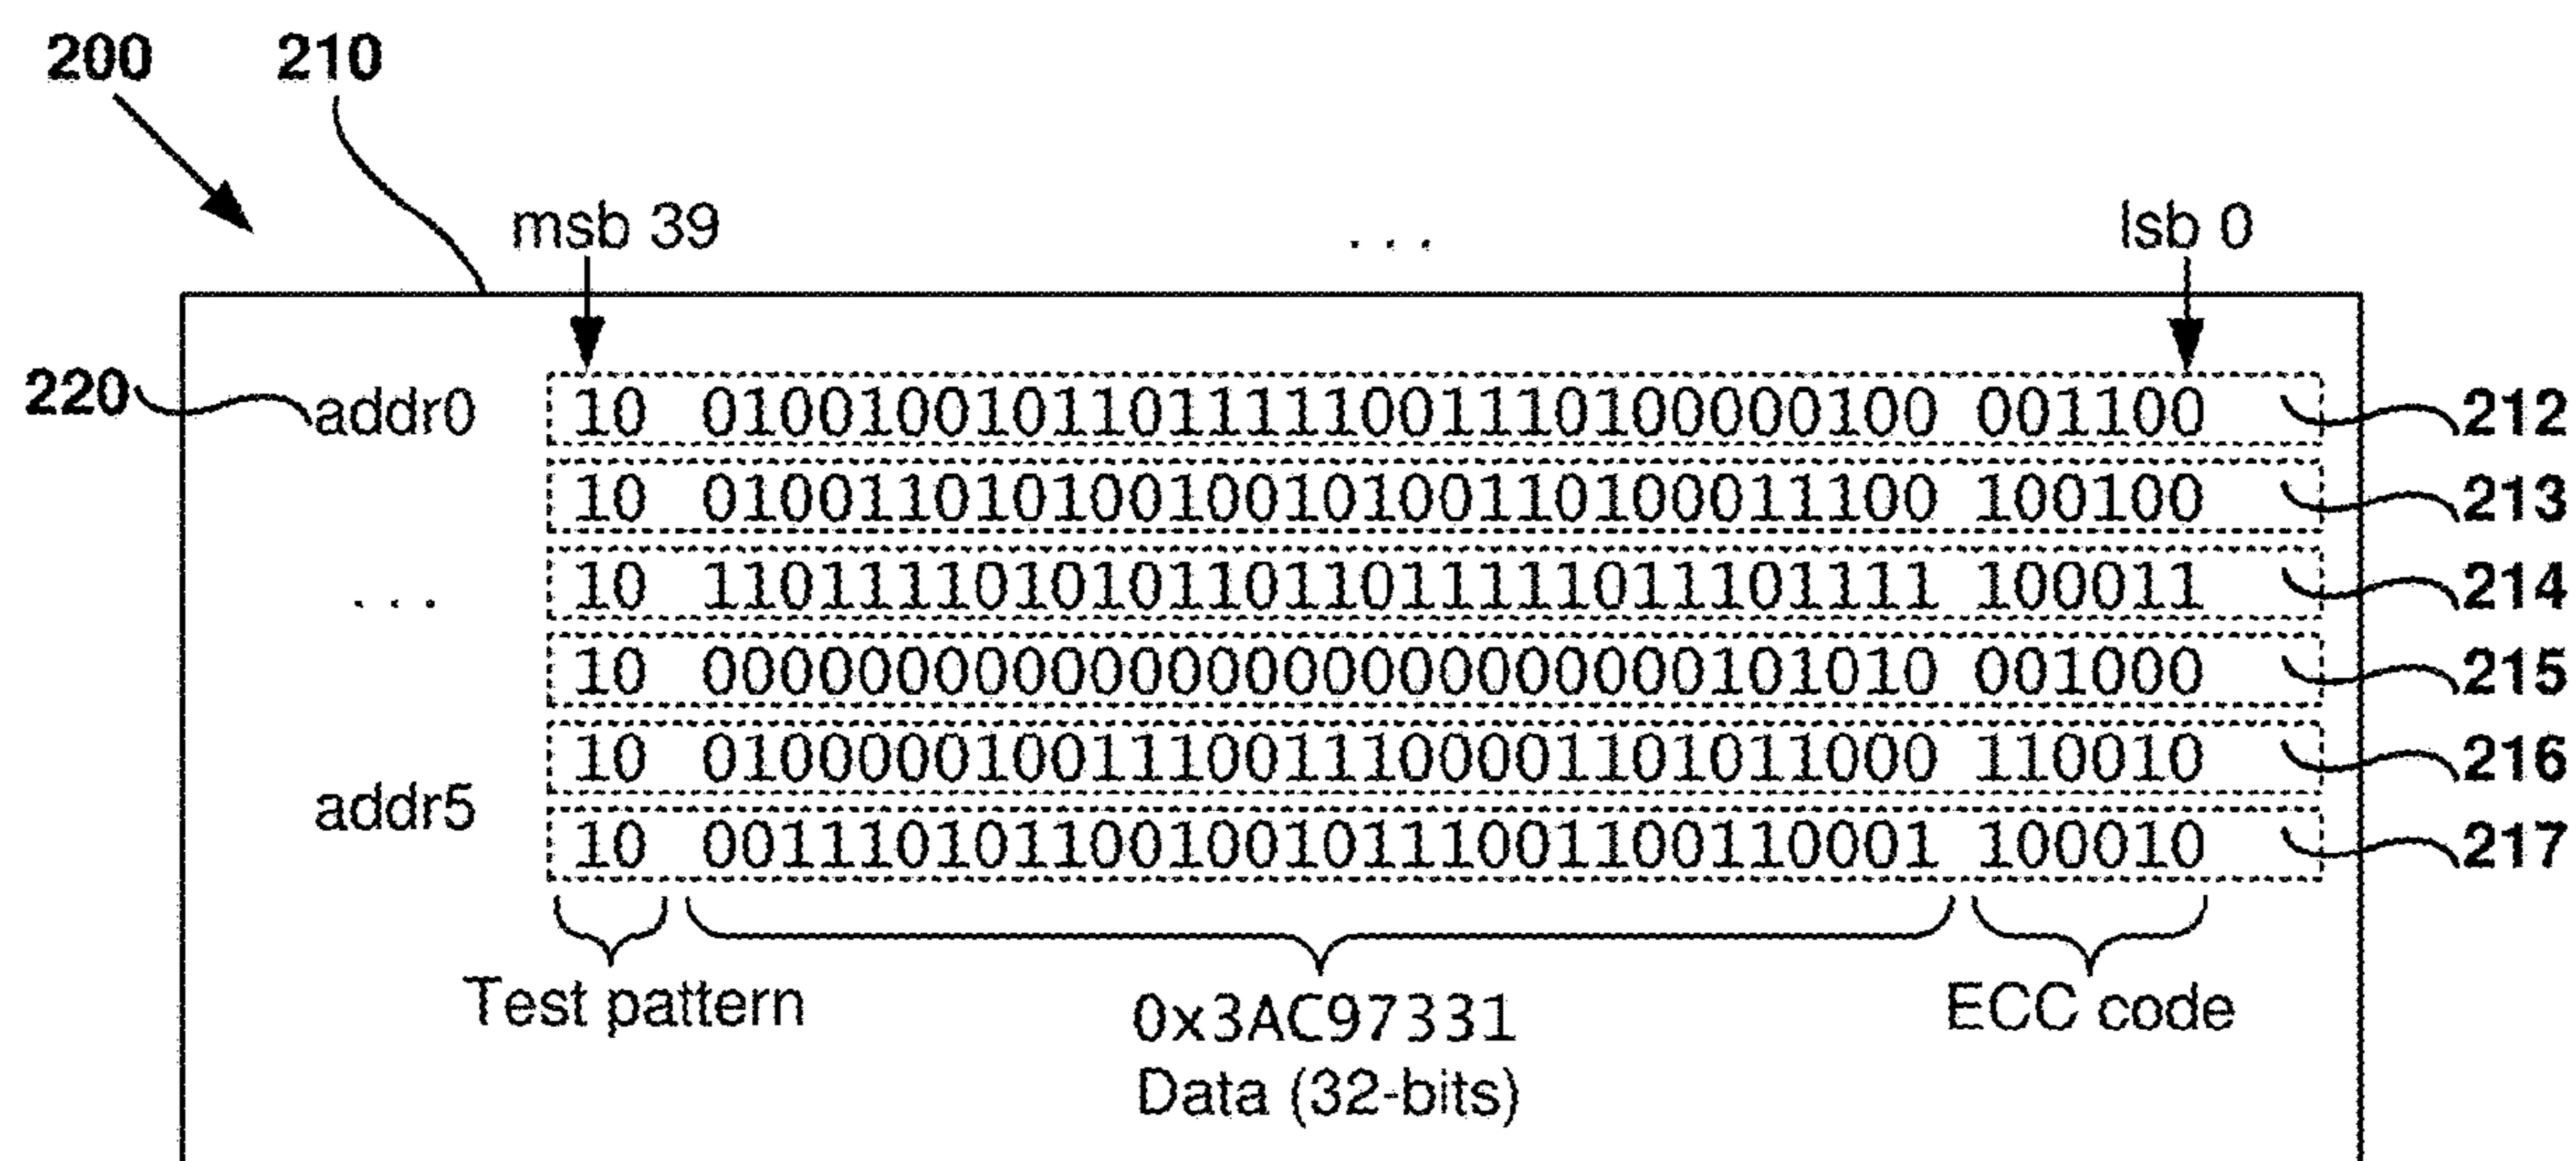 200 210
msb 39 ... lsb 0
220 addr0 10 01001001011011111001110100000100 001100 212
10 01001101010010010100110100011100 100100 213
... 10 11011110101011011011111011101111 100011 214
10 00000000000000000000000000101010 001000 215
10 01000001001110011100001101011000 110010 216
addr5
10 00111010110010010111001100110001 100010 217
Test pattern 0x3AC97331 ECC code
Data (32-bits)